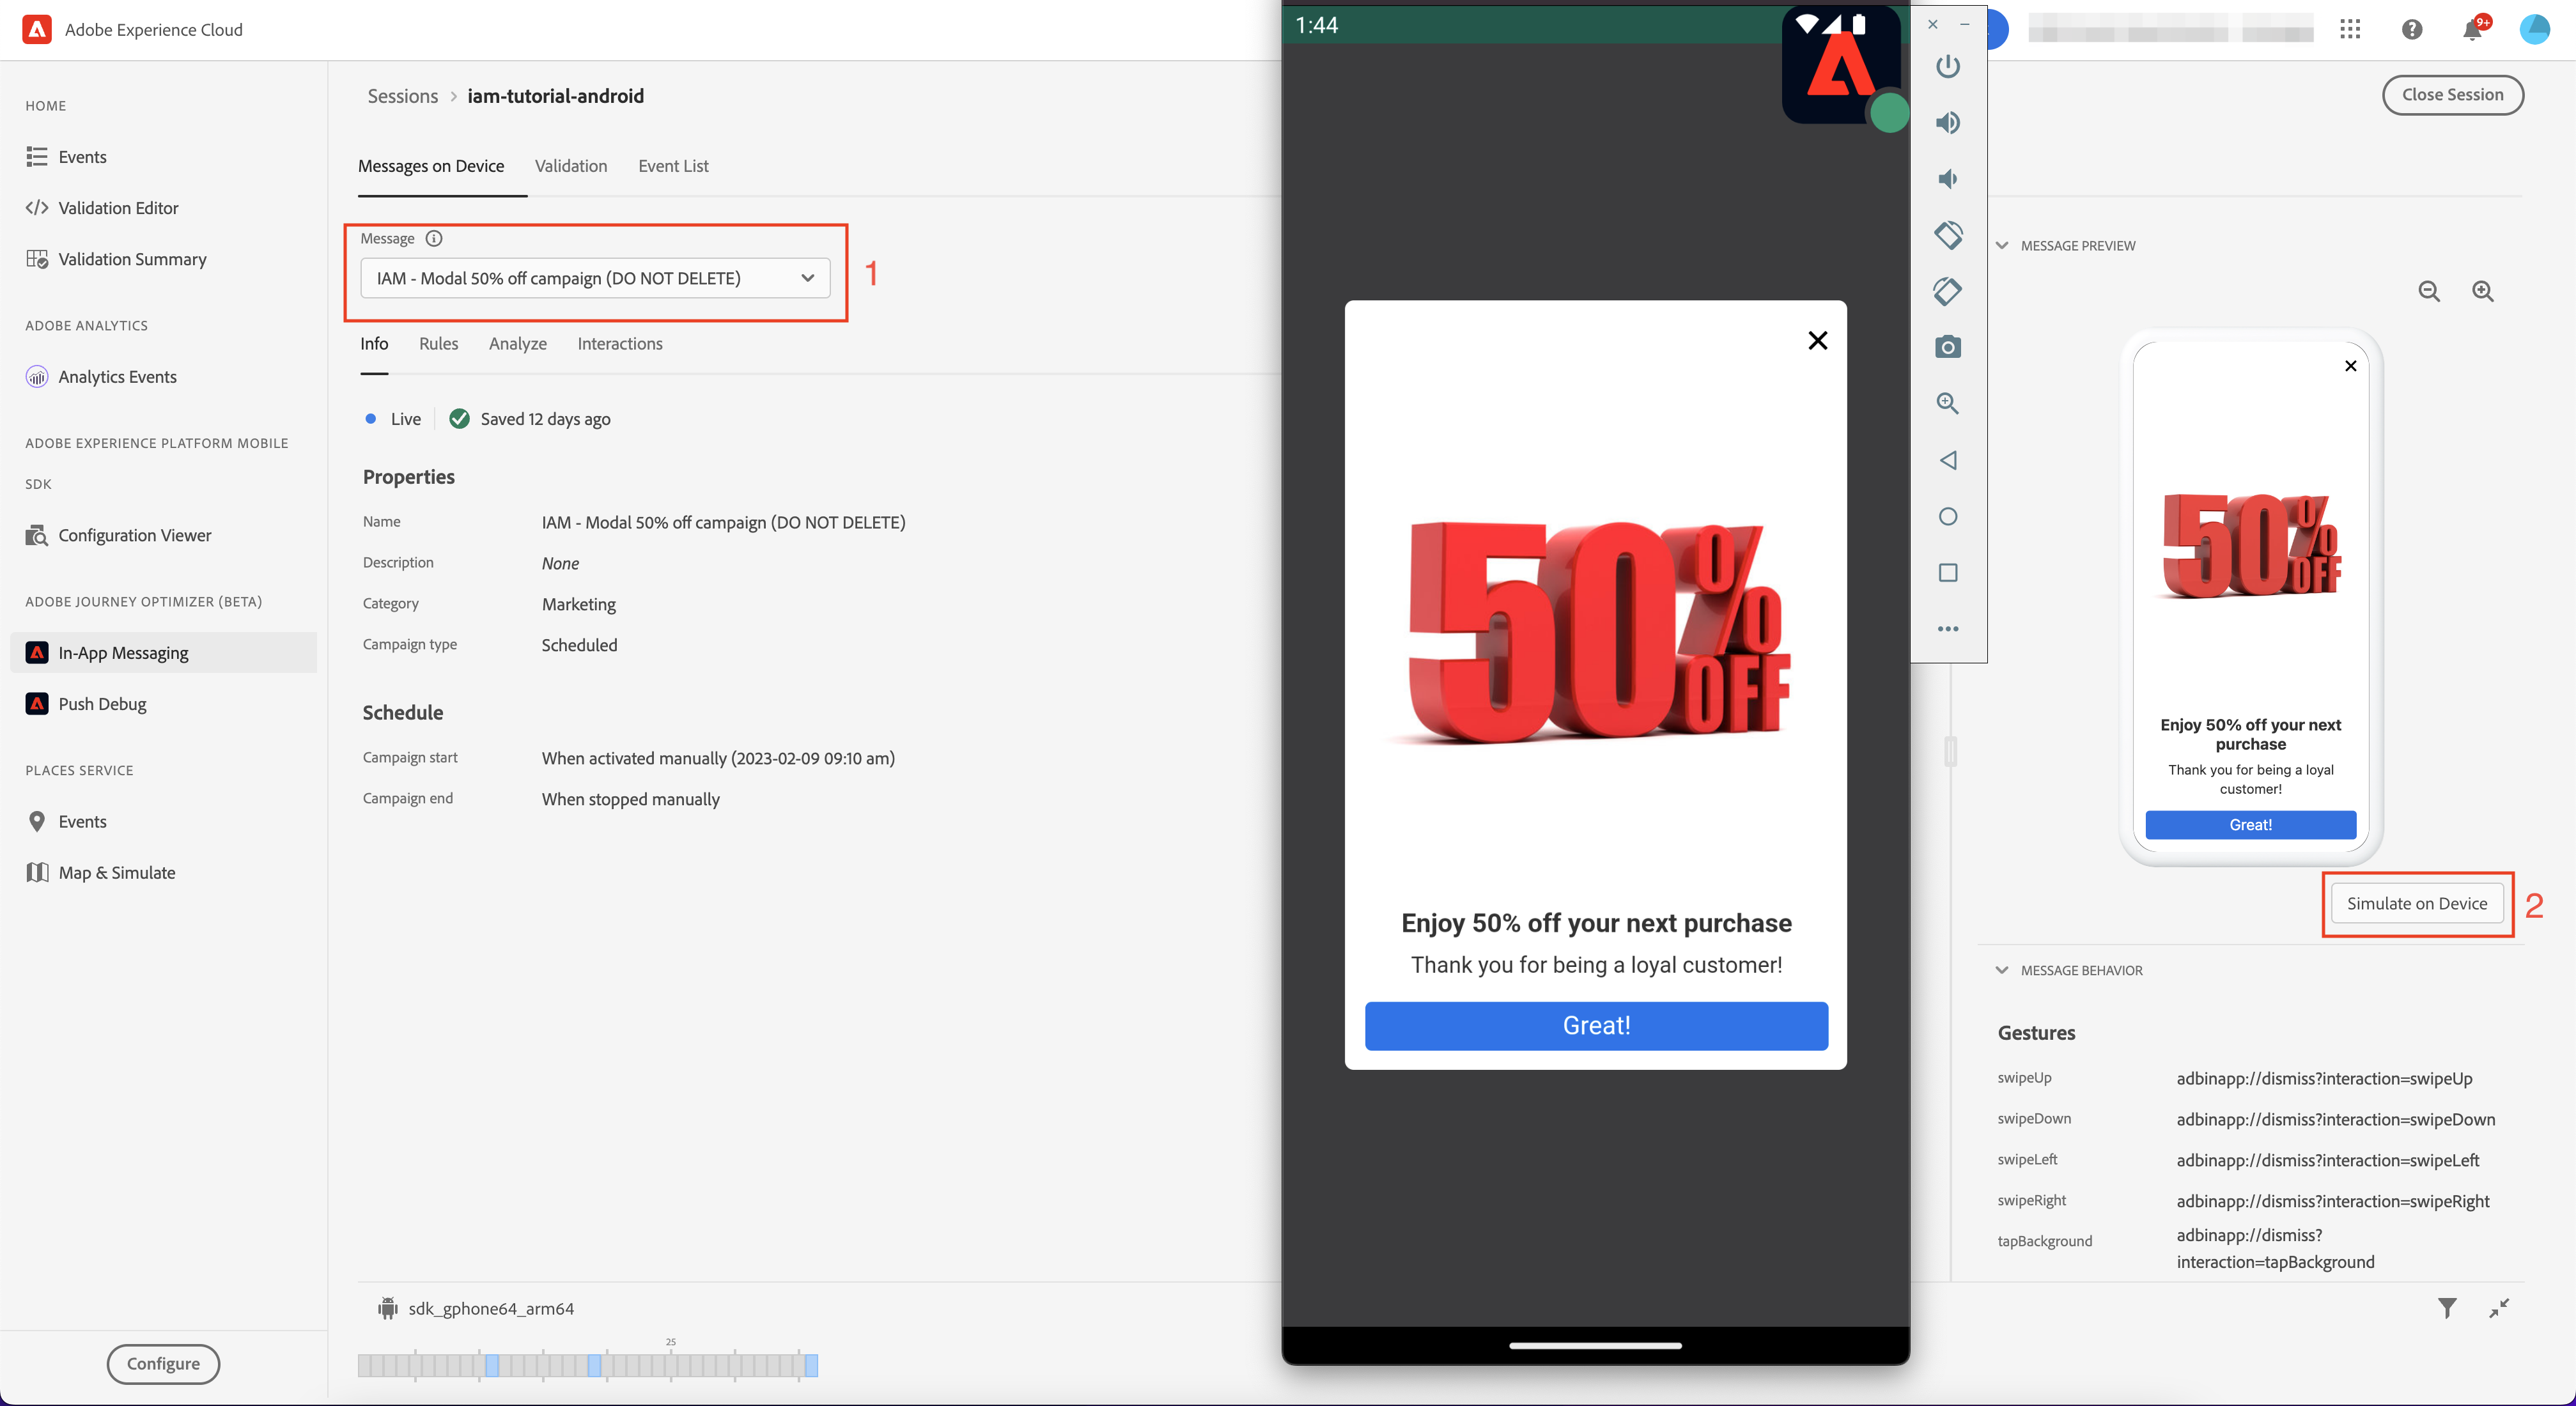 Adobe Experience Cloud
9+
HOME
Events
Validation Editor
Validation Summary
ADOBE ANALYTICS
Analytics Events
ADOBE EXPERIENCE PLATFORM MOBILE
SDK
Configuration Viewer
ADOBE JOURNEY OPTIMIZER (BETA)
In-App Messaging
Push Debug
PLACES SERVICE
Events
Map & Simulate
Configure
Sessions > iam-tutorial-android
Close Session
Messages on Device Validation Event List
Message
IAM - Modal 50% off campaign (DO NOT DELETE)
1
Info Rules Analyze Interactions
Live Saved 12 days ago
Properties
Name IAM - Modal 50% off campaign (DO NOT DELETE)
Description None
Category Marketing
Campaign type Scheduled
Schedule
Campaign start When activated manually (2023-02-09 09:10 am)
Campaign end When stopped manually
sdk_gphone64_arm64
25
1:44
50% OFF
Enjoy 50% off your next purchase
Thank you for being a loyal customer!
Great!
MESSAGE PREVIEW
50% OFF
Enjoy 50% off your next
purchase
Thank you for being a loyal
customer!
Great!
Simulate on Device
2
MESSAGE BEHAVIOR
Gestures
swipeUp adbinapp://dismiss?interaction=swipeUp
swipeDown adbinapp://dismiss?interaction=swipeDown
swipeLeft adbinapp://dismiss?interaction=swipeLeft
swipeRight adbinapp://dismiss?interaction=swipeRight
tapBackground adbinapp://dismiss?
interaction=tapBackground